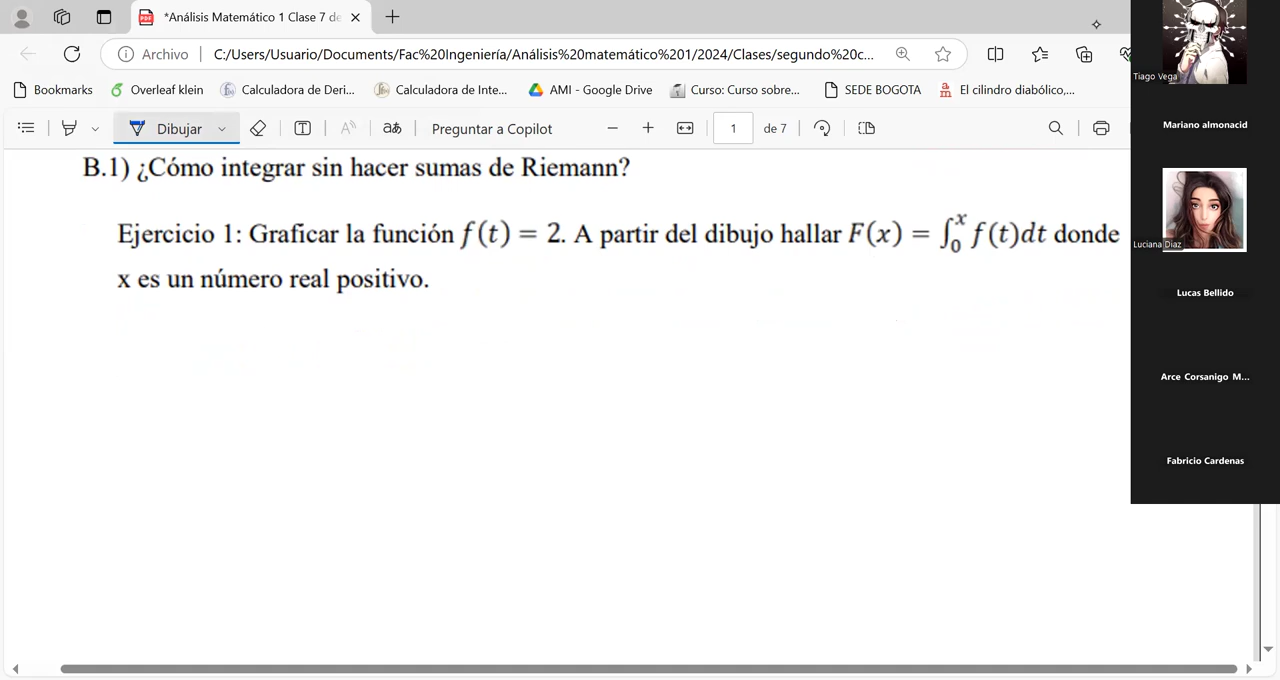 *Análisis Matemático 1 Clase 7 de
Archivo
C:/Users/Usuario/Documents/Fac%20Ingeniería/Análisis%20matemático%201/2024/Clases/segundo%20c...
Bookmarks
Overleaf klein
Calculadora de Deri...
Calculadora de Inte...
AMI - Google Drive
Curso: Curso sobre...
SEDE BOGOTA
El cilindro diabólico,...
Dibujar
Preguntar a Copilot
1 de 7
B.1) ¿Cómo integrar sin hacer sumas de Riemann?
Ejercicio 1: Graficar la función f(t) = 2. A partir del dibujo hallar F(x) = ∫₀ˣ f(t)dt donde
x es un número real positivo.
Tiago Vega
Mariano almonacid
Luciana Diaz
Lucas Bellido
Arce Corsanigo M...
Fabricio Cardenas